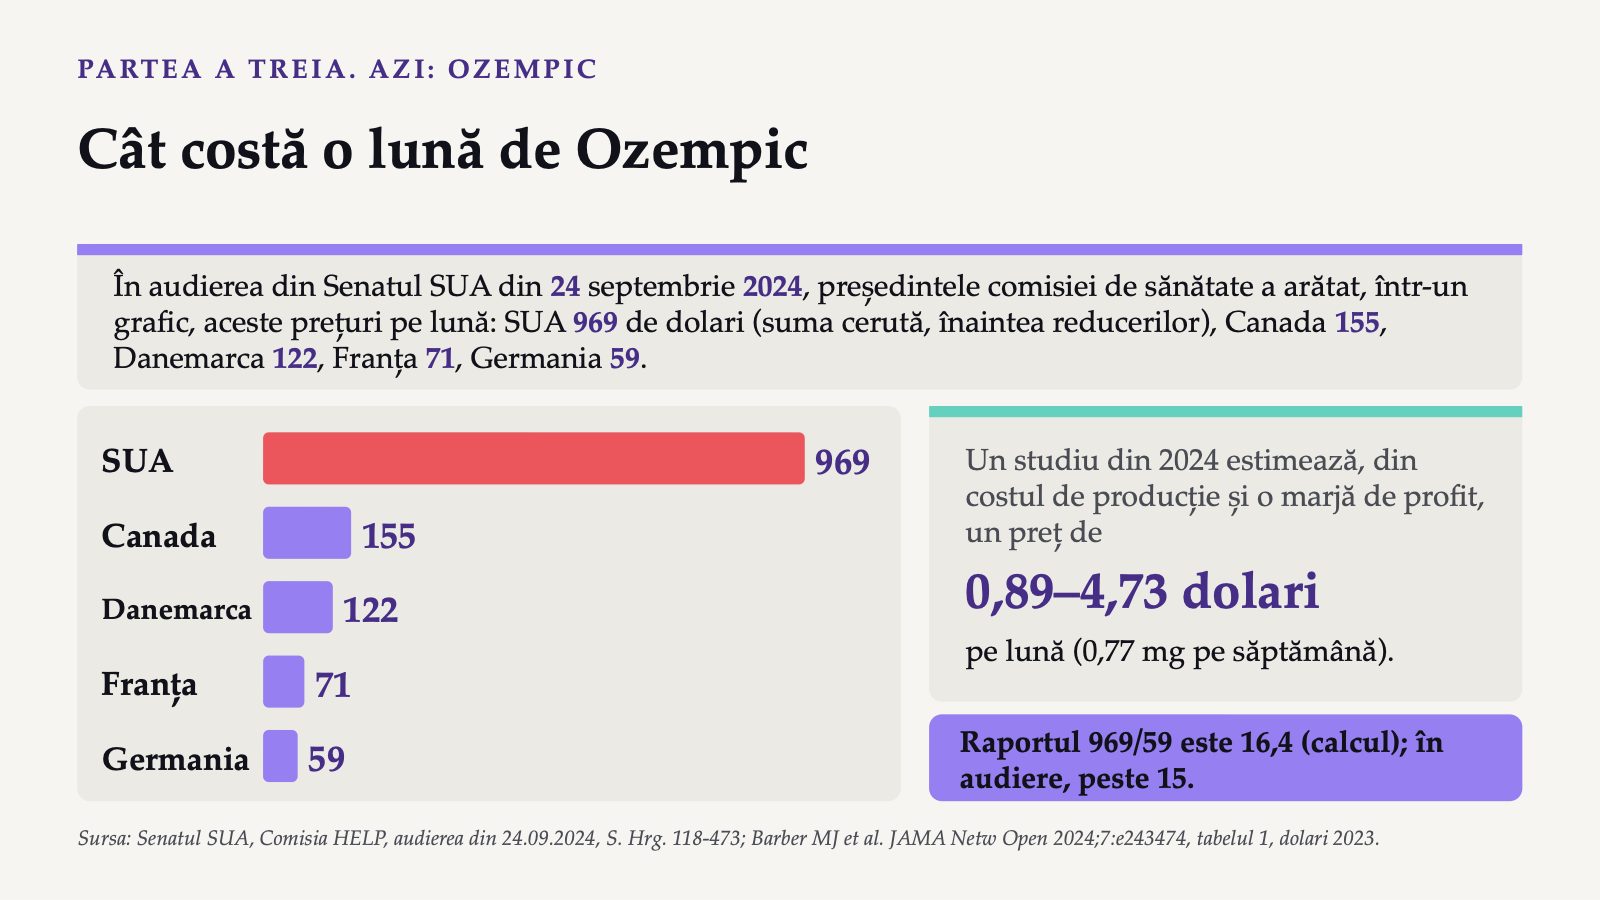 PARTEA A TREIA. AZI: OZEMPIC
Cât costă o lună de Ozempic
În audierea din Senatul SUA din 24 septembrie 2024, președintele comisiei de sănătate a arătat, într-un
grafic, aceste prețuri pe lună: SUA 969 de dolari (suma cerută, înaintea reducerilor), Canada 155,
Danemarca 122, Franța 71, Germania 59.
SUA 969
Canada 155
Danemarca 122
Franța 71
Germania 59
Un studiu din 2024 estimează, din
costul de producție și o marjă de profit,
un preț de
0,89–4,73 dolari
pe lună (0,77 mg pe săptămână).
Raportul 969/59 este 16,4 (calcul); în
audiere, peste 15.
Sursa: Senatul SUA, Comisia HELP, audierea din 24.09.2024, S. Hrg. 118-473; Barber MJ et al. JAMA Netw Open 2024;7:e243474, tabelul 1, dolari 2023.